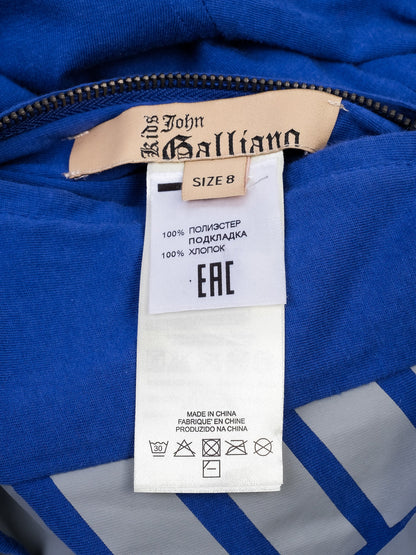 Kids John
Galliano
SIZE 8
100% ПОЛИЭСТЕР
ПОДКЛАДКА
100% ХЛОПОК
EAC
MADE IN CHINA
FABRIQUE' EN CHINE
PRODUZIDO NA CHINA
30